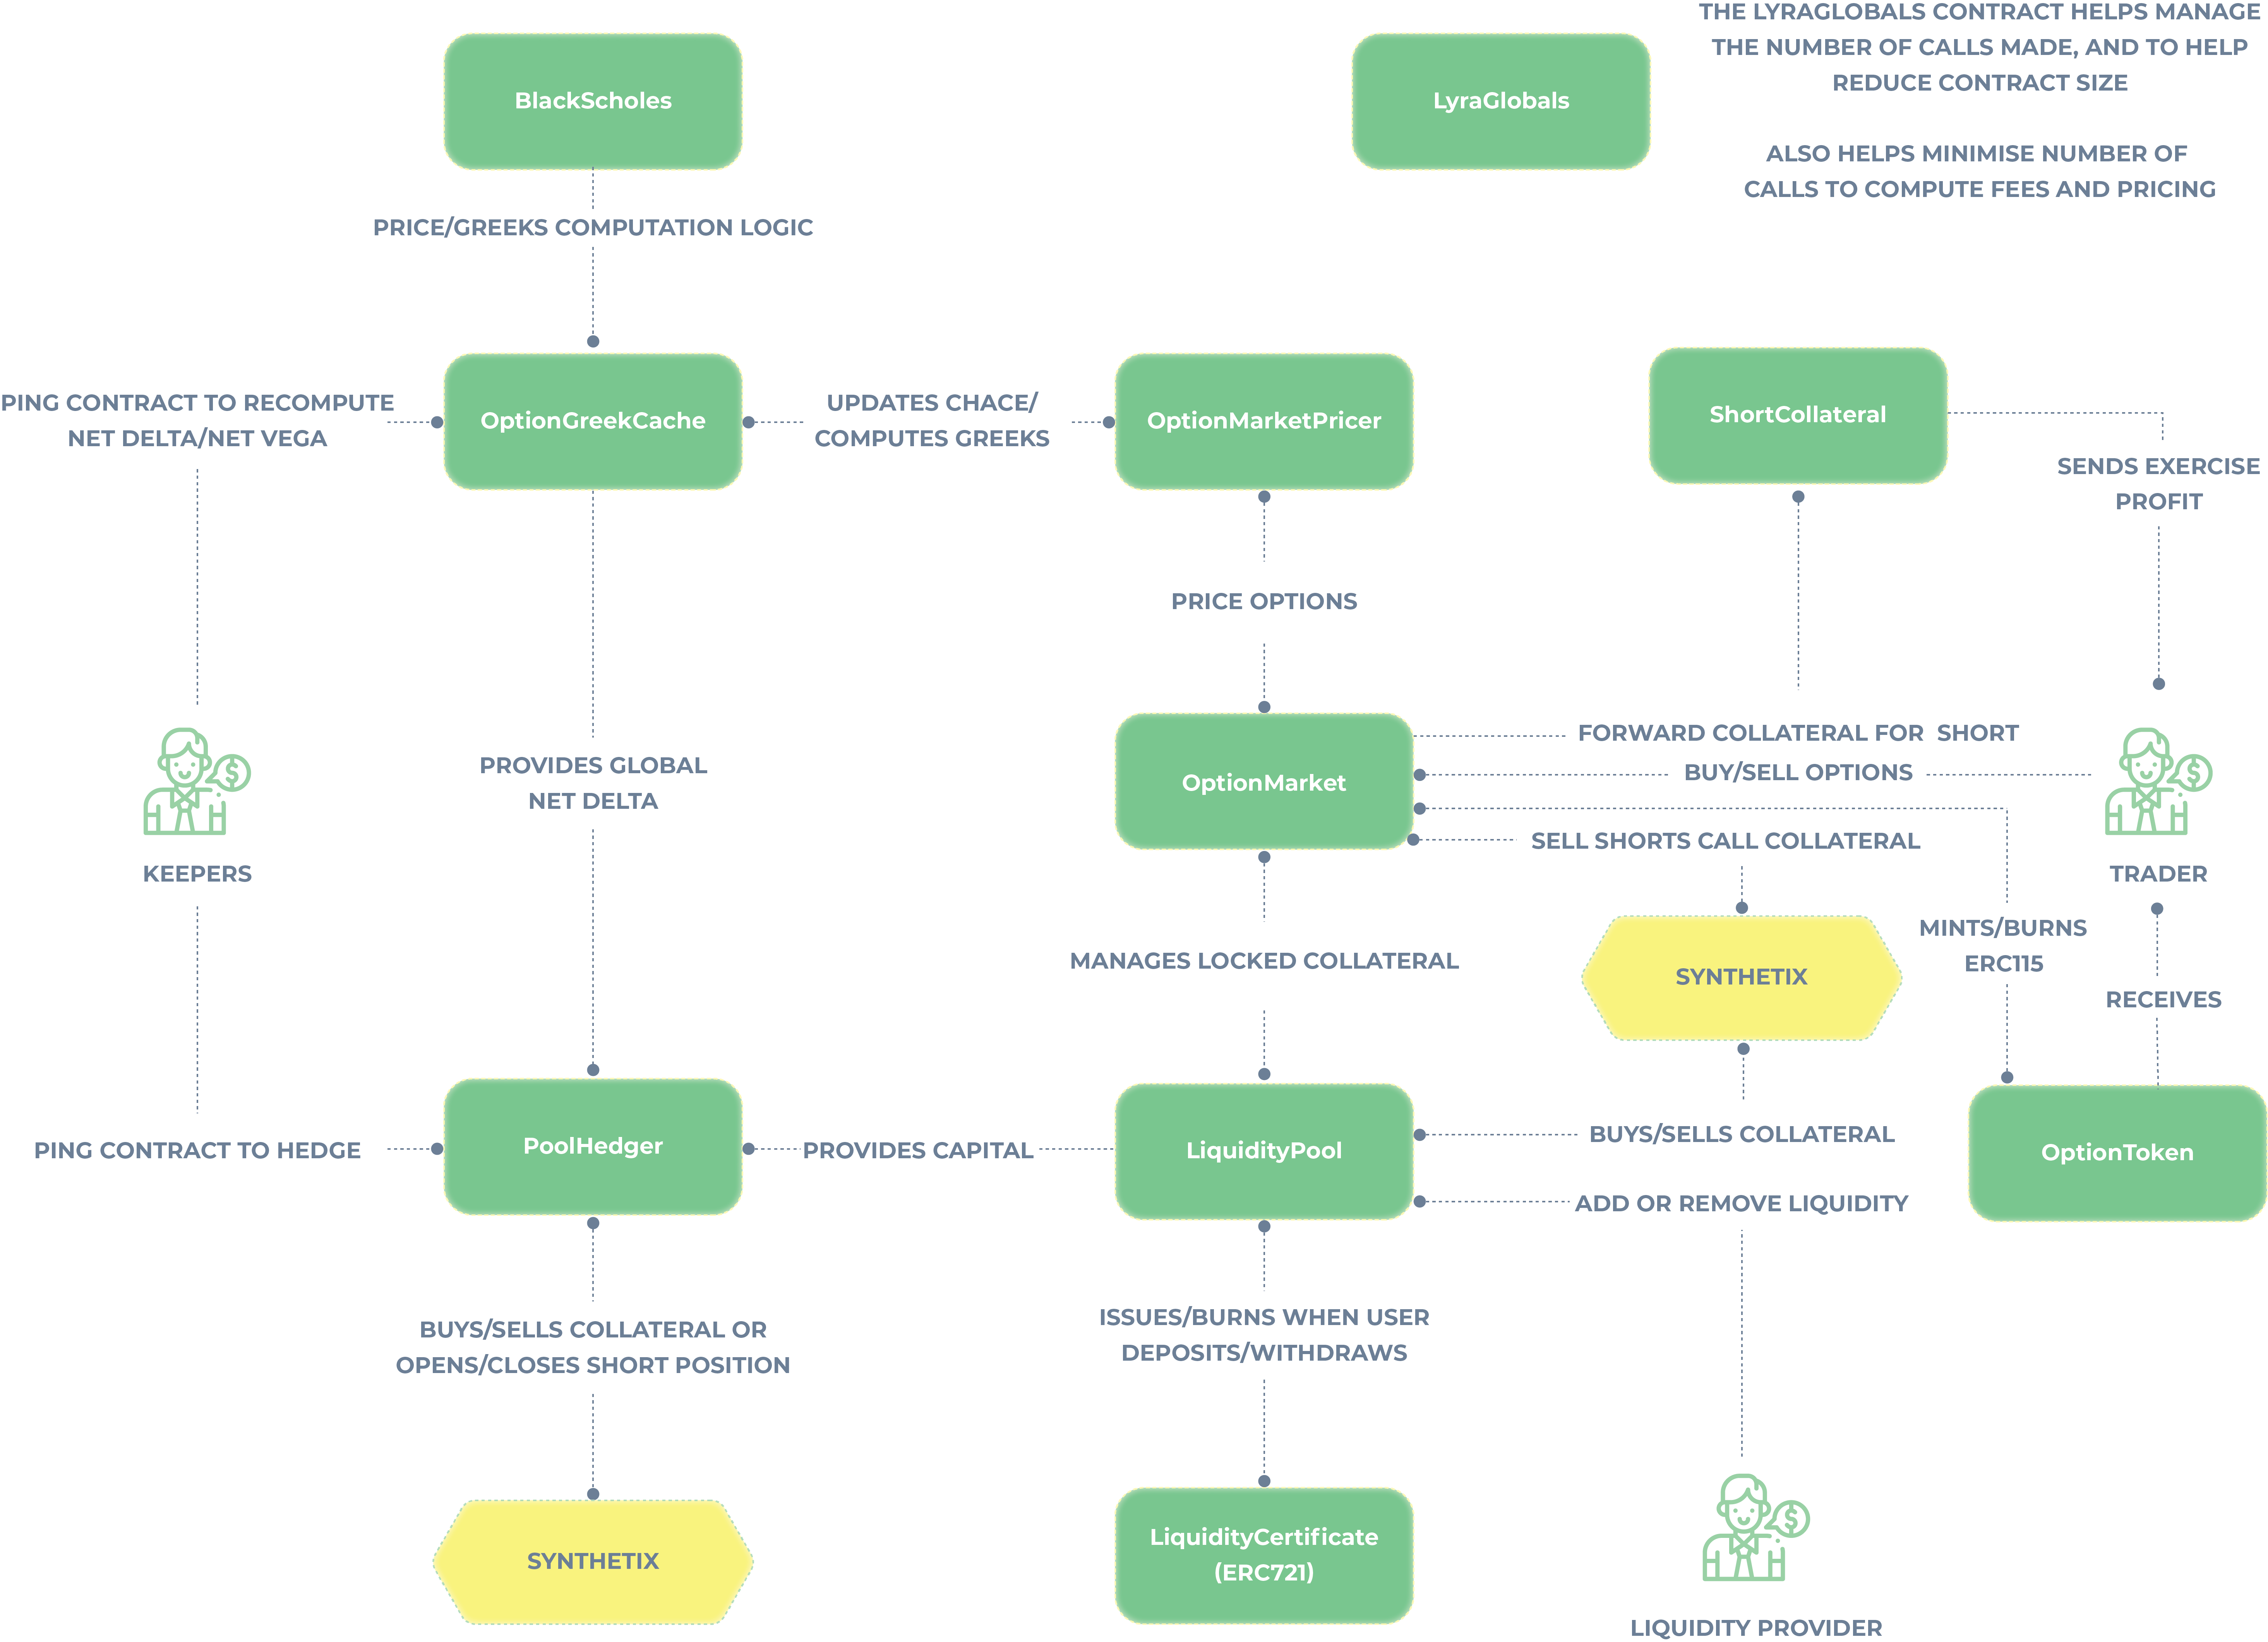 THE LYRAGLOBALS CONTRACT HELPS MANAGE
THE NUMBER OF CALLS MADE, AND TO HELP
REDUCE CONTRACT SIZE
ALSO HELPS MINIMISE NUMBER OF
CALLS TO COMPUTE FEES AND PRICING
BlackScholes
LyraGlobals
PRICE/GREEKS COMPUTATION LOGIC
PING CONTRACT TO RECOMPUTE
NET DELTA/NET VEGA
OptionGreekCache
UPDATES CHACE/
COMPUTES GREEKS
OptionMarketPricer
ShortCollateral
SENDS EXERCISE
PROFIT
PRICE OPTIONS
PROVIDES GLOBAL
NET DELTA
OptionMarket
FORWARD COLLATERAL FOR SHORT
BUY/SELL OPTIONS
SELL SHORTS CALL COLLATERAL
KEEPERS
TRADER
MANAGES LOCKED COLLATERAL
SYNTHETIX
MINTS/BURNS
ERC115
RECEIVES
PING CONTRACT TO HEDGE
PoolHedger
PROVIDES CAPITAL
LiquidityPool
BUYS/SELLS COLLATERAL
ADD OR REMOVE LIQUIDITY
OptionToken
BUYS/SELLS COLLATERAL OR
OPENS/CLOSES SHORT POSITION
ISSUES/BURNS WHEN USER
DEPOSITS/WITHDRAWS
SYNTHETIX
LiquidityCertificate
(ERC721)
LIQUIDITY PROVIDER